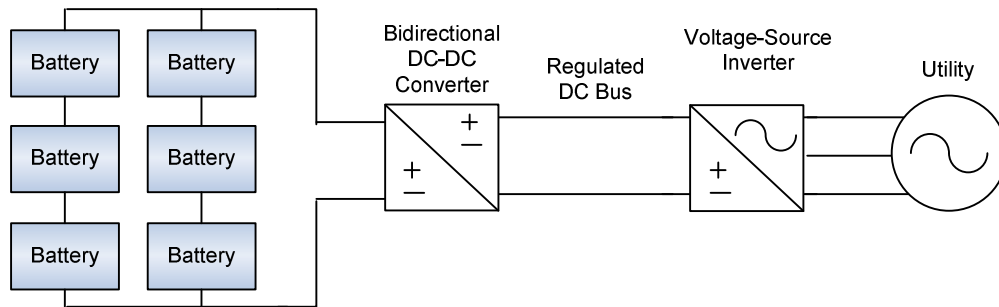 Battery
Battery
Battery
Battery
Battery
Battery
Bidirectional
DC-DC
Converter
Regulated
DC Bus
Voltage-Source
Inverter
Utility